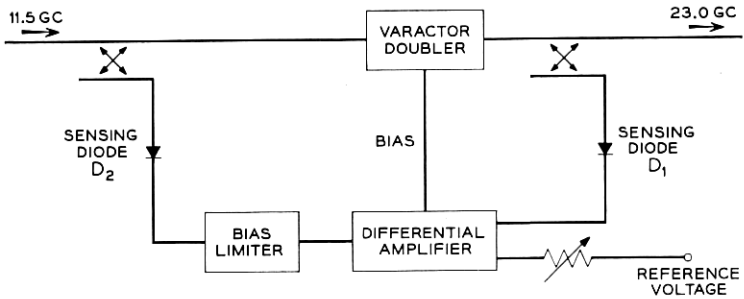 11.5 GC
23.0 GC
VARACTOR
DOUBLER
SENSING
DIODE
D2
BIAS
SENSING
DIODE
D1
BIAS
LIMITER
DIFFERENTIAL
AMPLIFIER
REFERENCE
VOLTAGE